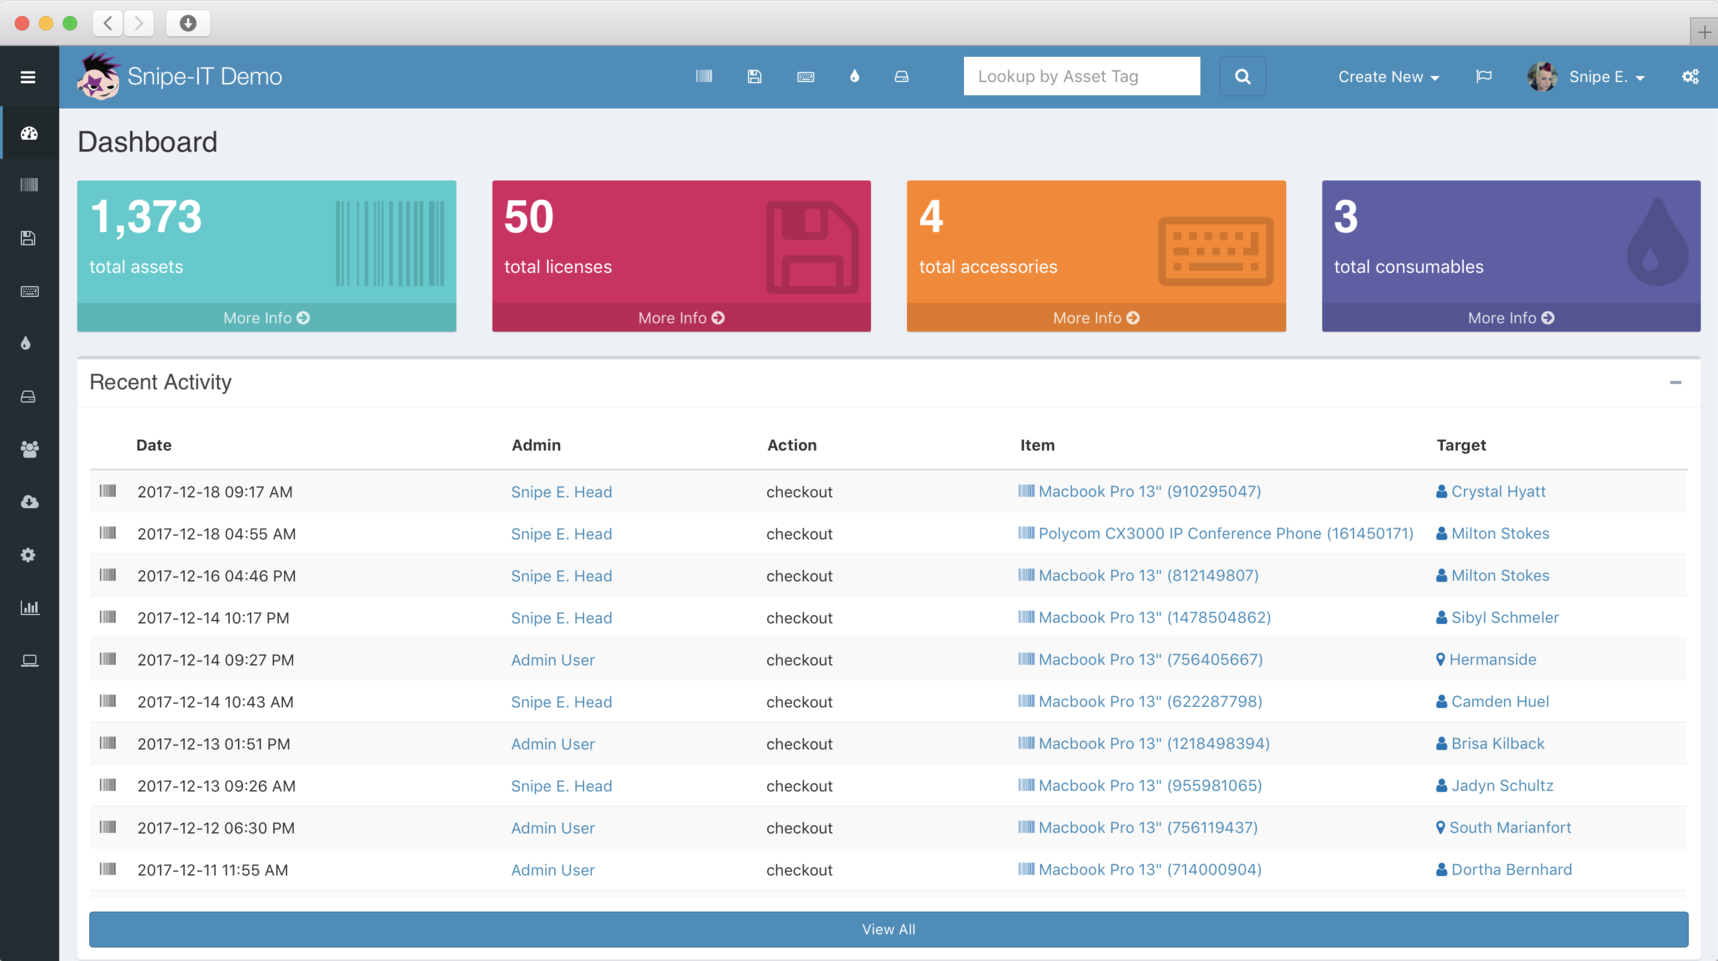 Snipe-IT Demo
Lookup by Asset Tag
Create New
Snipe E.
Dashboard
1,373
total assets
More Info
50
total licenses
More Info
4
total accessories
More Info
3
total consumables
More Info
Recent Activity
Date Admin Action Item Target
2017-12-18 09:17 AM Snipe E. Head checkout Macbook Pro 13" (910295047) Crystal Hyatt
2017-12-18 04:55 AM Snipe E. Head checkout Polycom CX3000 IP Conference Phone (161450171) Milton Stokes
2017-12-16 04:46 PM Snipe E. Head checkout Macbook Pro 13" (812149807) Milton Stokes
2017-12-14 10:17 PM Snipe E. Head checkout Macbook Pro 13" (1478504862) Sibyl Schmeler
2017-12-14 09:27 PM Admin User checkout Macbook Pro 13" (756405667) Hermanside
2017-12-14 10:43 AM Snipe E. Head checkout Macbook Pro 13" (622287798) Camden Huel
2017-12-13 01:51 PM Admin User checkout Macbook Pro 13" (1218498394) Brisa Kilback
2017-12-13 09:26 AM Snipe E. Head checkout Macbook Pro 13" (955981065) Jadyn Schultz
2017-12-12 06:30 PM Admin User checkout Macbook Pro 13" (756119437) South Marianfort
2017-12-11 11:55 AM Admin User checkout Macbook Pro 13" (714000904) Dortha Bernhard
View All